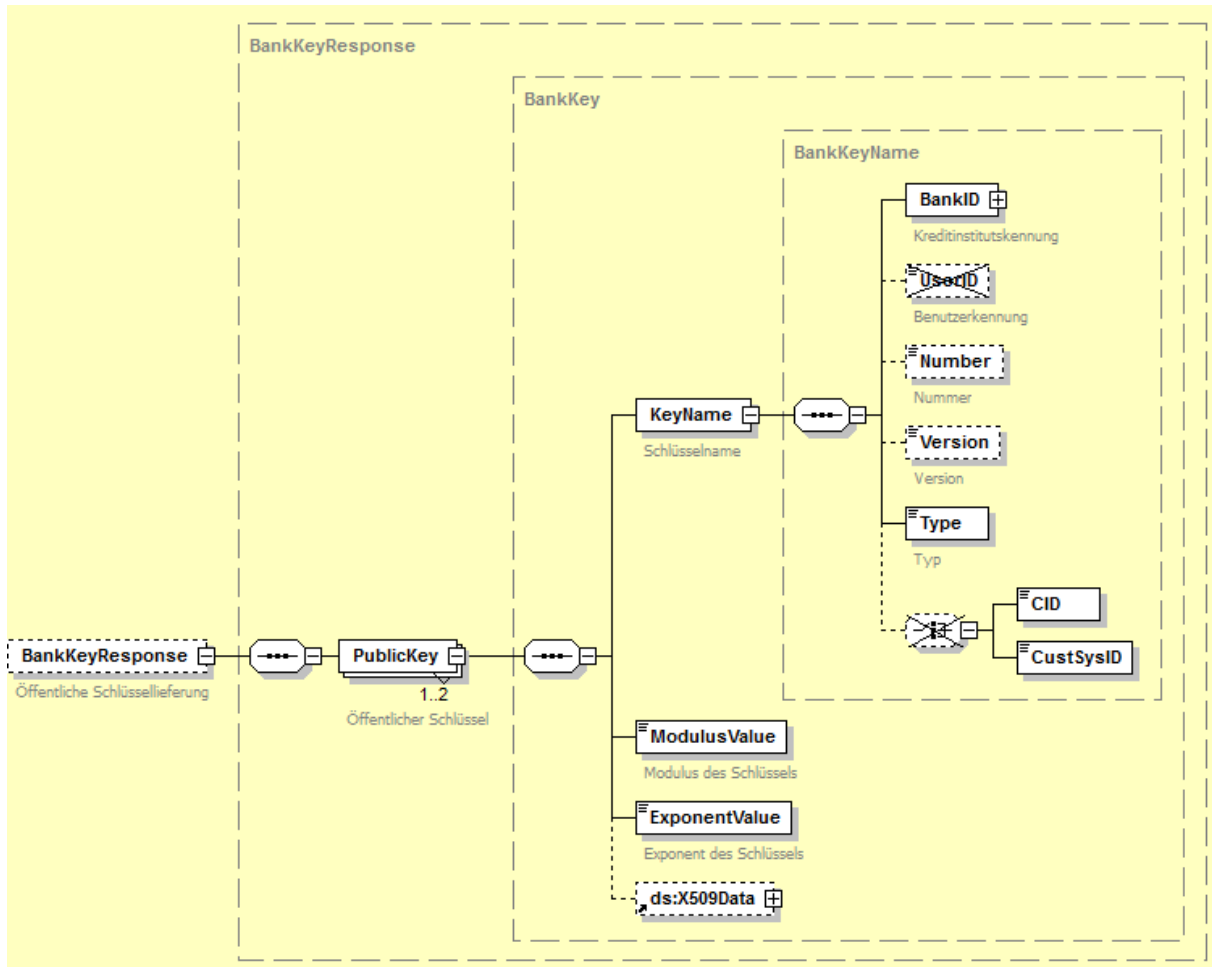 BankKeyResponse
BankKey
BankKeyName
BankID
Kreditinstitutskennung
UserID
Benutzerkennung
Number
Nummer
KeyName
Schlüsselname
Version
Version
Type
Typ
CID
CustSysID
BankKeyResponse
Öffentliche Schlüssellieferung
PublicKey
1..2
Öffentlicher Schlüssel
ModulusValue
Modulus des Schlüssels
ExponentValue
Exponent des Schlüssels
ds:X509Data